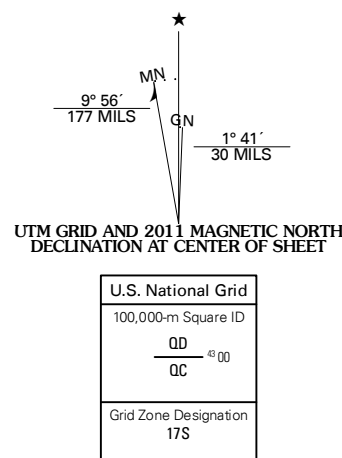 ★
MN
GN
9° 56´
177 MILS
1° 41´
30 MILS
UTM GRID AND 2011 MAGNETIC NORTH
DECLINATION AT CENTER OF SHEET
U.S. National Grid
100,000-m Square ID
QD
43 00
QC
Grid Zone Designation
17S